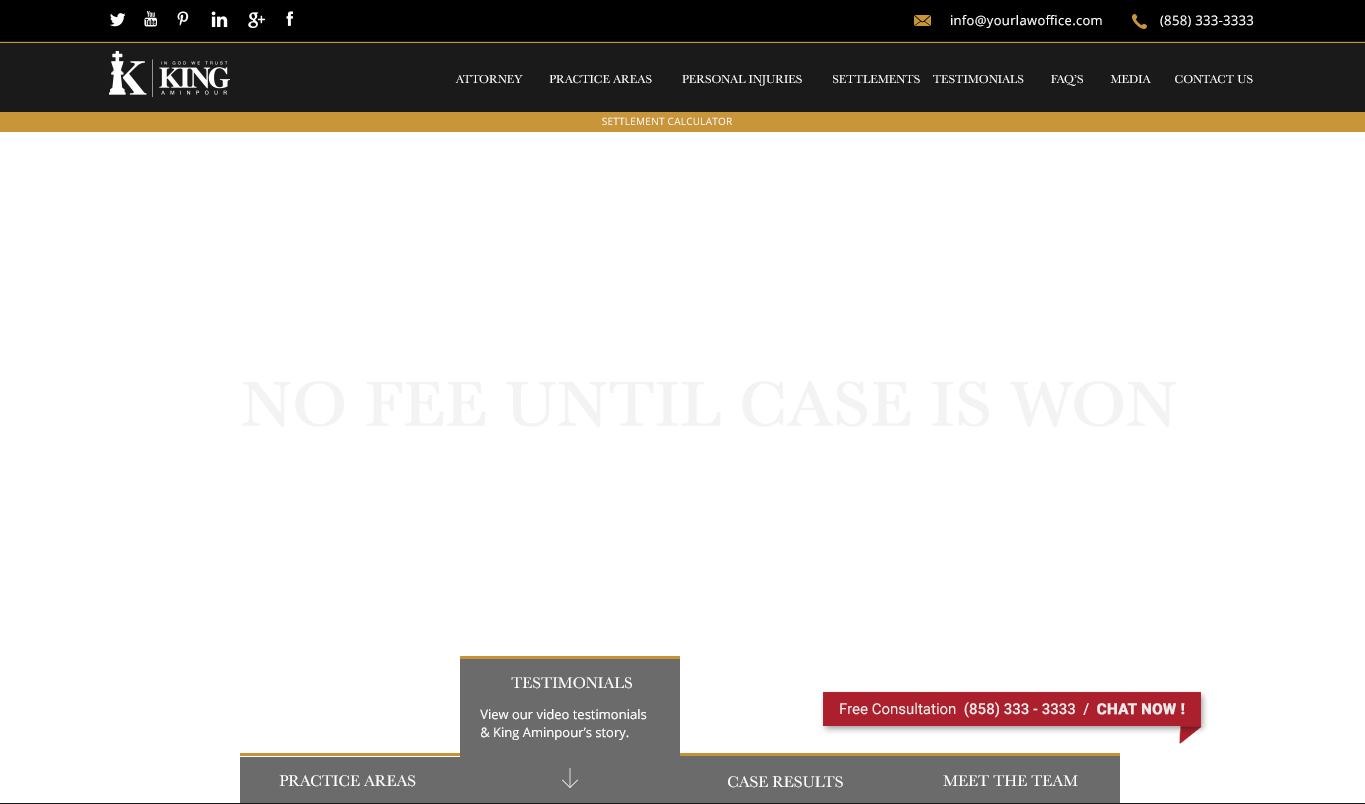 You Tube
info@yourlawoffice.com
(858) 333-3333
K
IN GOD WE TRUST
KING
AMINPOUR
ATTORNEY PRACTICE AREAS PERSONAL INJURIES SETTLEMENTS TESTIMONIALS FAQ'S MEDIA CONTACT US
SETTLEMENT CALCULATOR
NO FEE UNTIL CASE IS WON
TESTIMONIALS
View our video testimonials
& King Aminpour's story.
Free Consultation (858) 333 - 3333 / CHAT NOW !
PRACTICE AREAS
CASE RESULTS
MEET THE TEAM